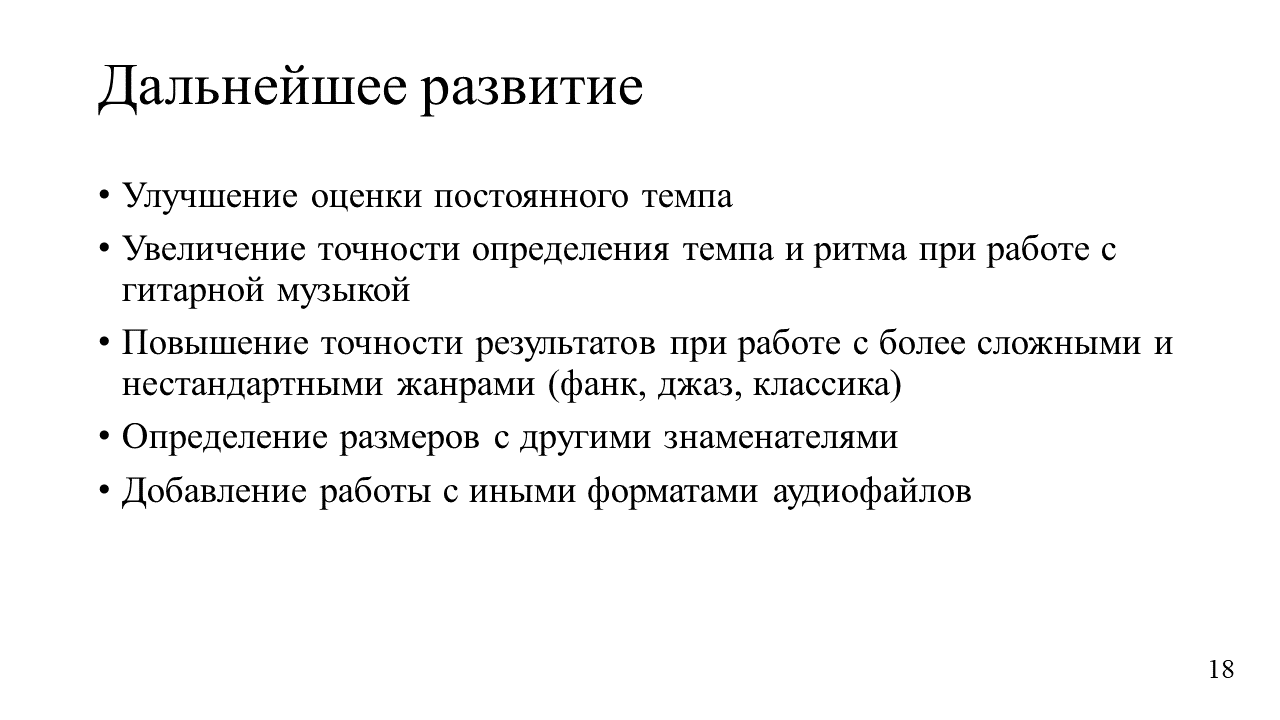 Дальнейшее развитие
• Улучшение оценки постоянного темпа
• Увеличение точности определения темпа и ритма при работе с
гитарной музыкой
• Повышение точности результатов при работе с более сложными и
нестандартными жанрами (фанк, джаз, классика)
• Определение размеров с другими знаменателями
• Добавление работы с иными форматами аудиофайлов
18